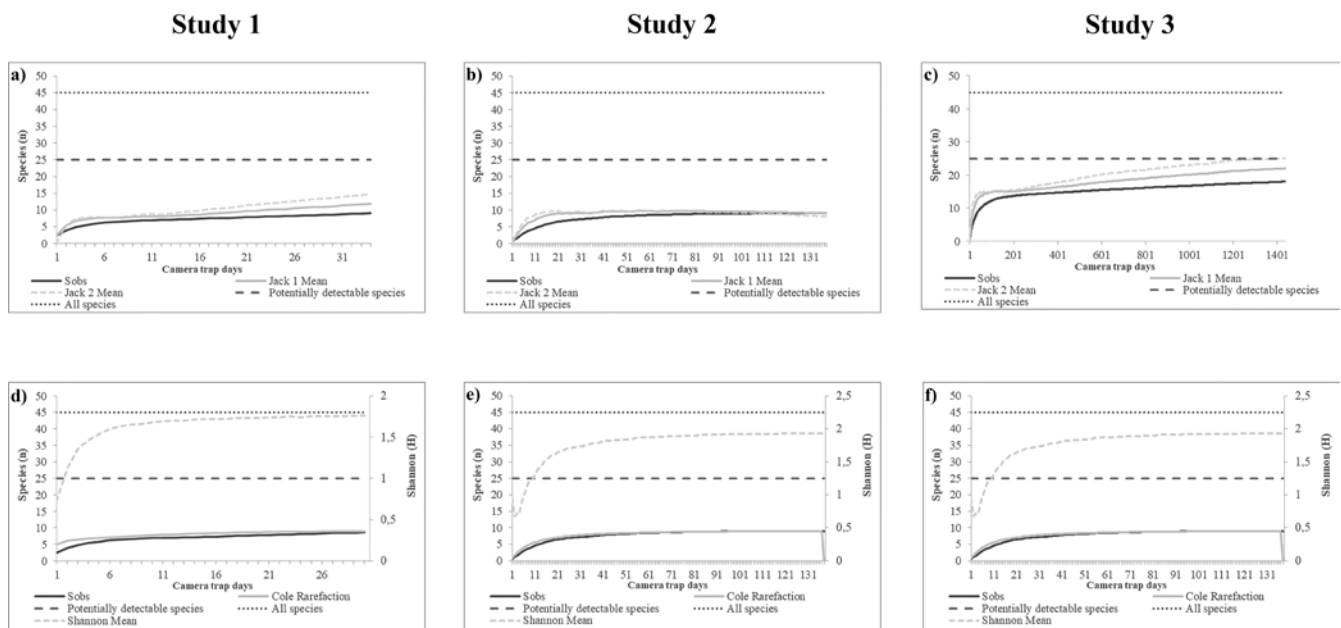 Study 1
Study 2
Study 3
a)
50
45
40
35
30
25
20
15
10
5
0
Species (n)
1 6 11 16 21 26 31
Camera trap days
Sobs Jack 1 Mean
Jack 2 Mean Potentially detectable species
All species
b)
50
45
40
35
30
25
20
15
10
5
0
Species (n)
1 11 21 31 41 51 61 71 81 91 101 111 121 131
Camera trap days
Sobs Jack 1 Mean
Jack 2 Mean Potentially detectable species
All species
c)
50
45
40
35
30
25
20
10
0
Species (n)
1 201 401 601 801 1001 1201 1401
Camera trap days
Sobs Jack 1 Mean
Jack 2 Mean Potentially detectable species
All species
d)
50
45
40
35
30
25
20
15
10
5
0
Species (n)
2
1,5
1
0,5
0
Shannon (H)
1 6 11 16 21 26
Camera trap days
Sobs Cole Rarefaction
Potentially detectable species All species
Shannon Mean
e)
50
45
40
35
30
25
20
15
10
5
0
Species (n)
2,5
2
1,5
1
0,5
0
Shannon (H)
1 11 21 31 41 51 61 71 81 91 101 111 121 131
Camera trap days
Sobs Cole Rarefaction
Potentially detectable species All species
Shannon Mean
f)
50
45
40
35
30
25
20
15
10
5
0
Species (n)
2,5
2
1,5
1
0,5
0
Shannon (H)
1 11 21 31 41 51 61 71 81 91 101 111 121 131
Camera trap days
Sobs Cole Rarefaction
Potentially detectable species All species
Shannon Mean